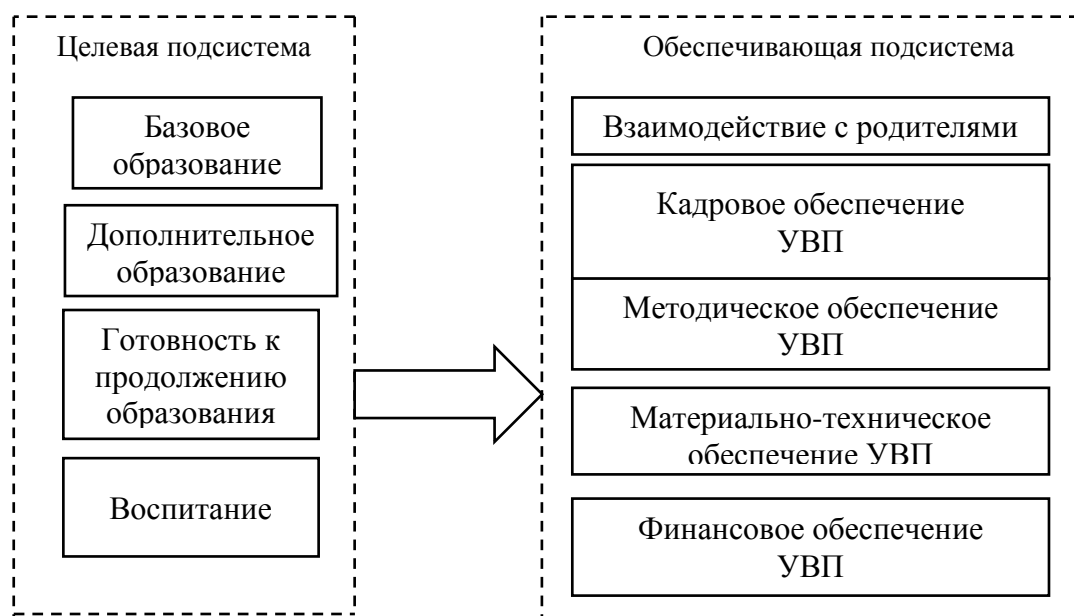 Целевая подсистема
Базовое
образование
Дополнительное
образование
Готовность к
продолжению
образования
Воспитание
Обеспечивающая подсистема
Взаимодействие с родителями
Кадровое обеспечение
УВП
Методическое обеспечение
УВП
Материально-техническое
обеспечение УВП
Финансовое обеспечение
УВП